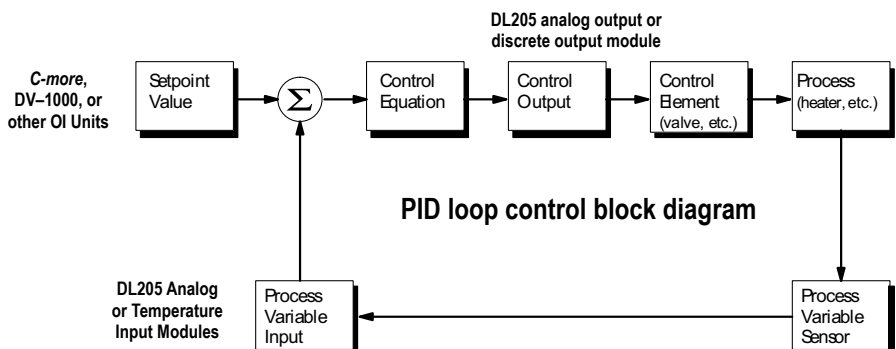 DL205 analog output or
discrete output module
C-more,
DV–1000, or
other OI Units
Setpoint
Value
Σ
Control
Equation
Control
Output
Control
Element
(valve, etc.)
Process
(heater, etc.)
PID loop control block diagram
DL205 Analog
or Temperature
Input Modules
Process
Variable
Input
Process
Variable
Sensor